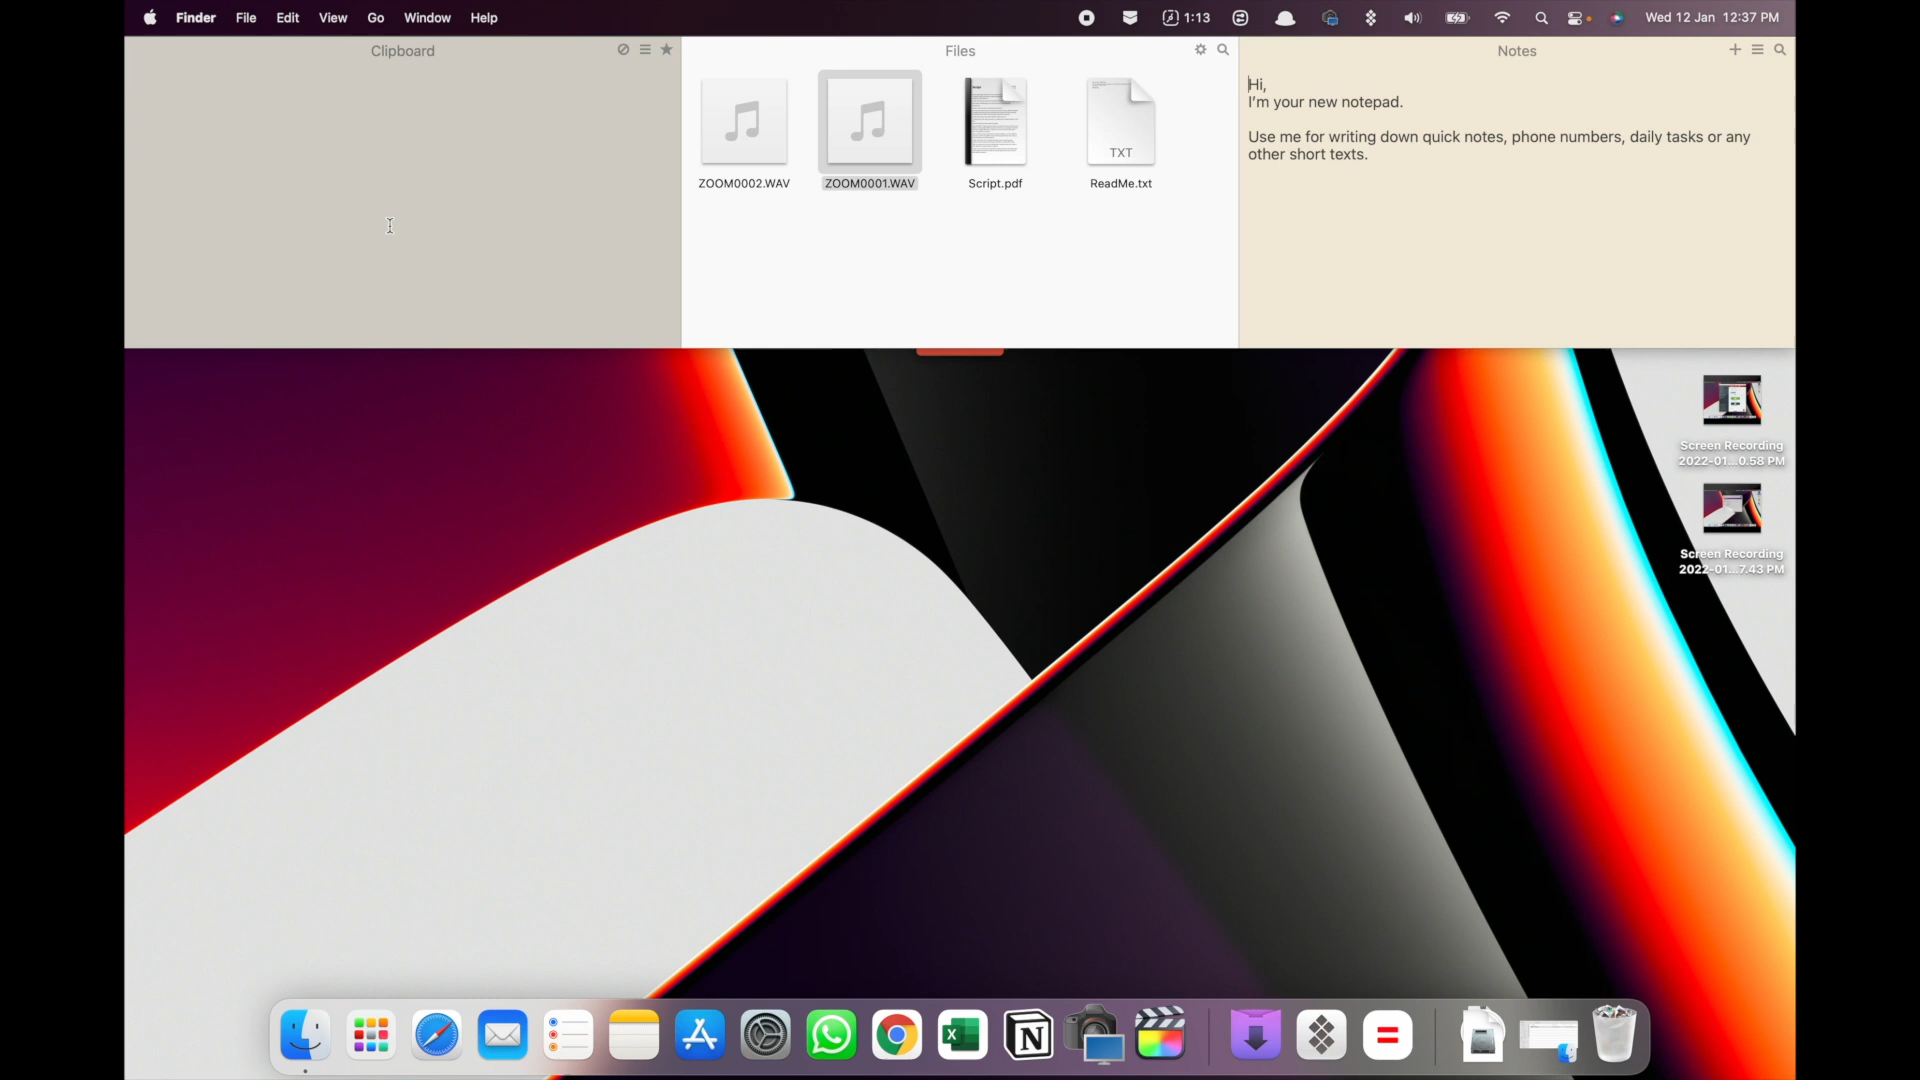 Finder File Edit View Go Window Help 1:13 Wed 12 Jan 12:37 PM
Clipboard
Files
Notes
ZOOM0002.WAV
ZOOM0001.WAV
Script.pdf
TXT
ReadMe.txt
Hi,
I'm your new notepad.
Use me for writing down quick notes, phone numbers, daily tasks or any
other short texts.
Screen Recording
2022-01...0.58 PM
Screen Recording
2022-01...7.43 PM